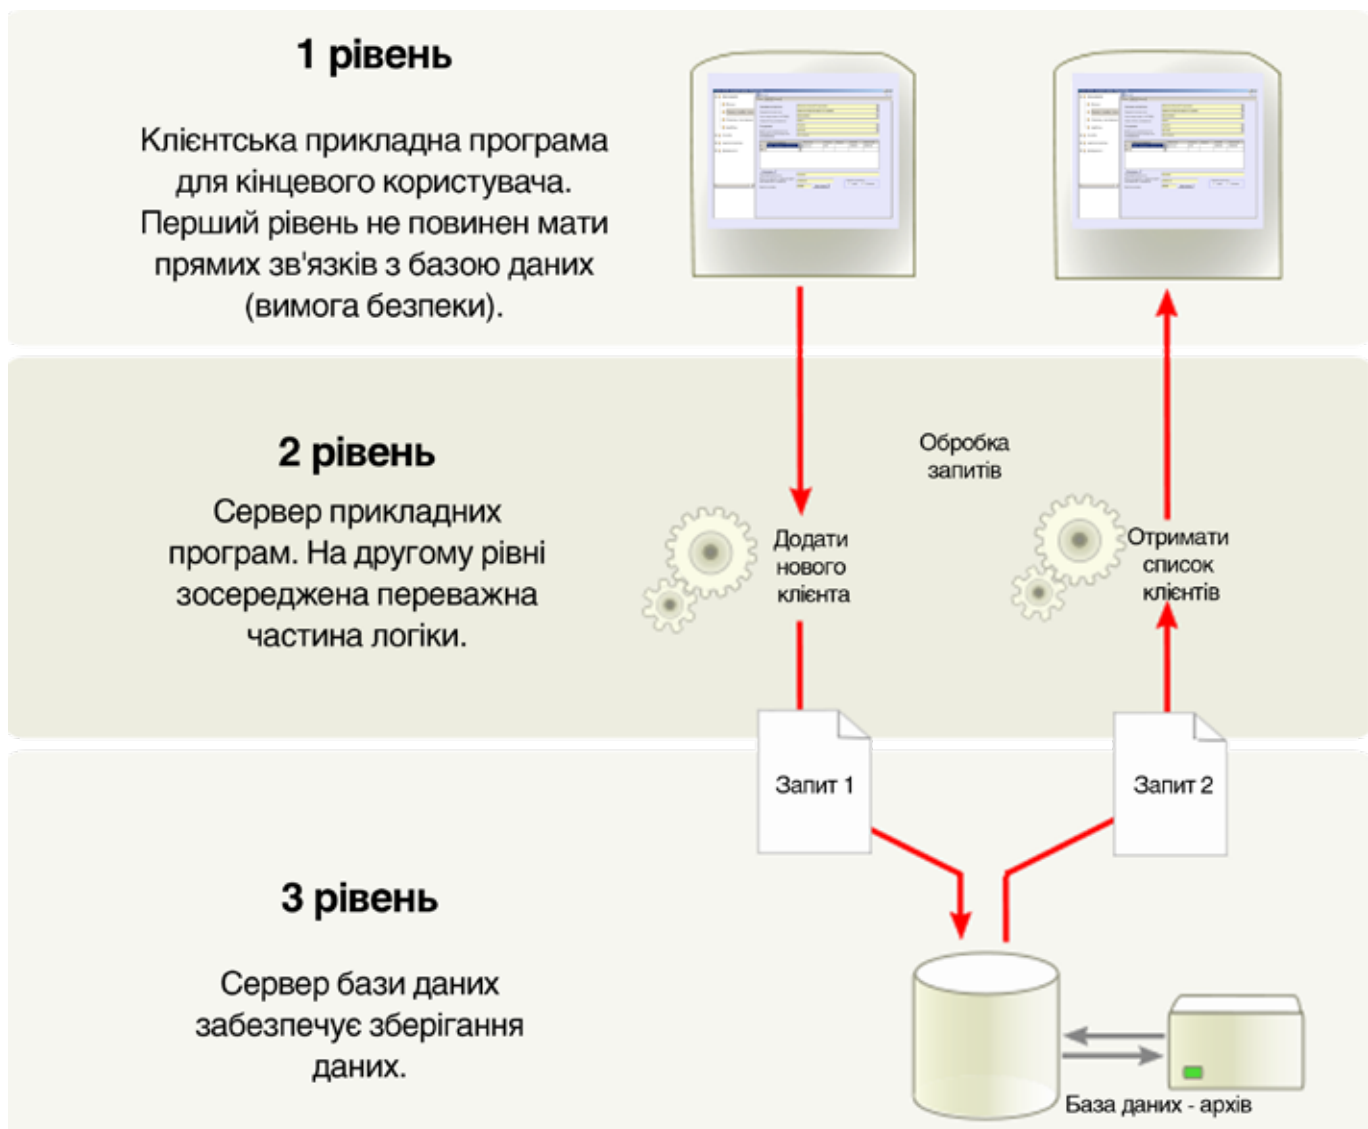 1 рівень
Клієнтська прикладна програма
для кінцевого користувача.
Перший рівень не повинен мати
прямих зв'язків з базою даних
(вимога безпеки).
2 рівень
Сервер прикладних
програм. На другому рівні
зосереджена переважна
частина логіки.
Обробка
запитів
Додати
нового
клієнта
Отримати
список
клієнтів
Запит 1
Запит 2
3 рівень
Сервер бази даних
забезпечує зберігання
даних.
База даних - архів